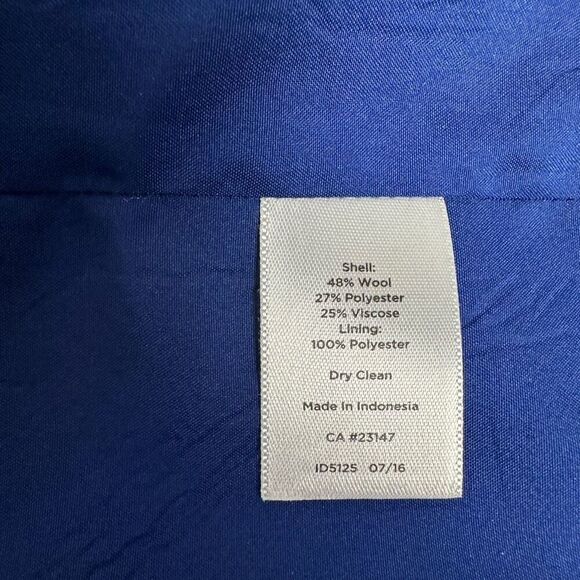 Shell:
48% Wool
27% Polyester
25% Viscose
Lining:
100% Polyester
Dry Clean
Made In Indonesia
CA #23147
ID5125 07/16